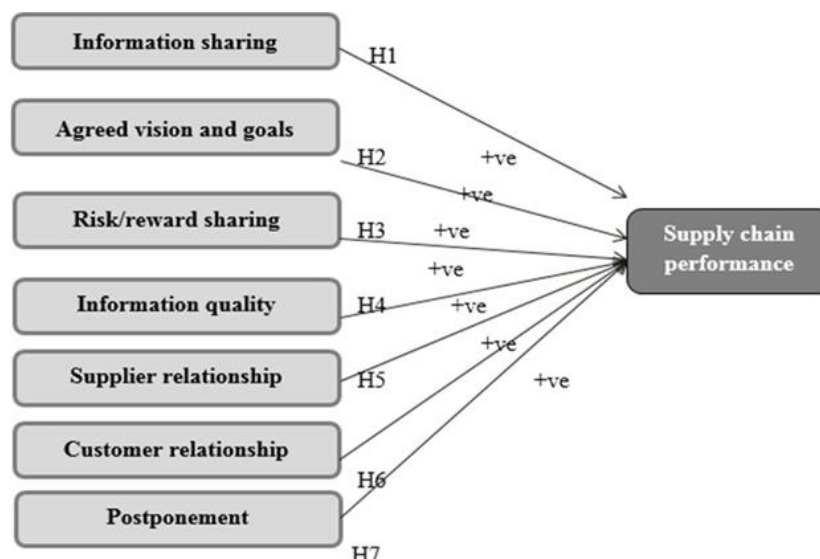 Information sharing
H1
Agreed vision and goals
H2
+ve
+ve
Risk/reward sharing
H3
+ve
Supply chain
performance
+ve
Information quality
H4
+ve
Supplier relationship
H5
+ve
+ve
Customer relationship
H6
Postponement
H7